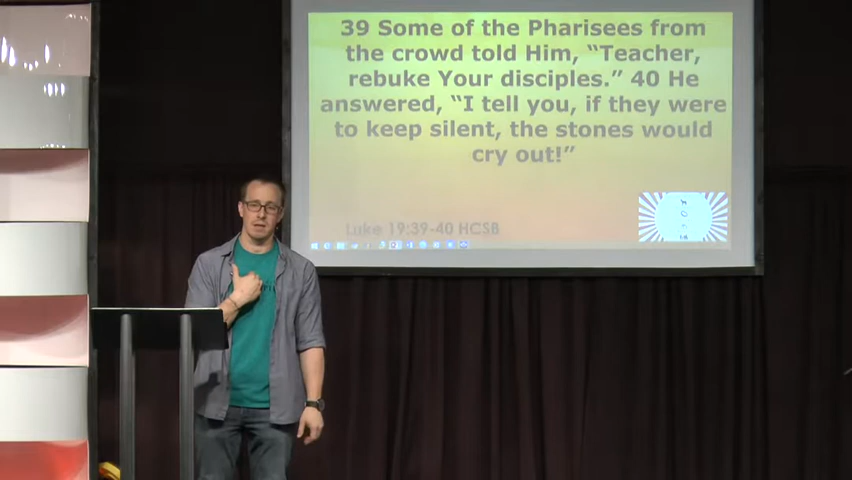 39 Some of the Pharisees from
the crowd told Him, “Teacher,
rebuke Your disciples.” 40 He
answered, “I tell you, if they were
to keep silent, the stones would
cry out!”
Luke 19:39-40 HCSB